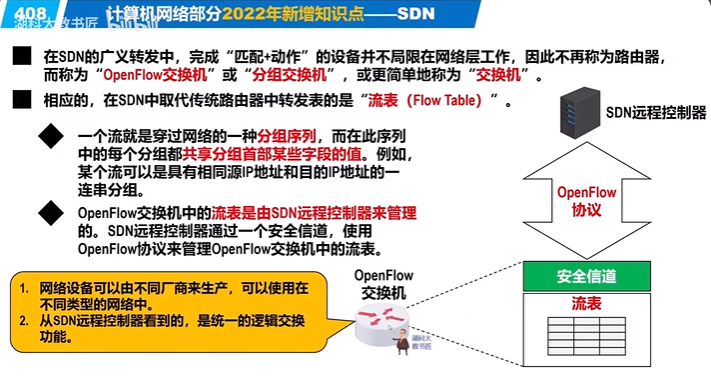 408
计算机网络部分2022年新增知识点——SDN
湖科大教书匠 bilibili
在SDN的广义转发中，完成“匹配+动作”的设备并不局限在网络层工作，因此不再称为路由器，
而称为“OpenFlow交换机”或“分组交换机”，或更简单地称为“交换机”。
相应的，在SDN中取代传统路由器中转发表的是“流表（Flow Table）”。
一个流就是穿过网络的一种分组序列，而在此序列
中的每个分组都共享分组首部某些字段的值。例如，
某个流可以是具有相同源IP地址和目的IP地址的一
连串分组。
OpenFlow交换机中的流表是由SDN远程控制器来管理
的。SDN远程控制器通过一个安全信道，使用
OpenFlow协议来管理OpenFlow交换机中的流表。
SDN远程控制器
OpenFlow
协议
安全信道
流表
1. 网络设备可以由不同厂商来生产，可以使用在
不同类型的网络中。
2. 从SDN远程控制器看到的，是统一的逻辑交换
功能。
OpenFlow
交换机
湖科大
教书匠